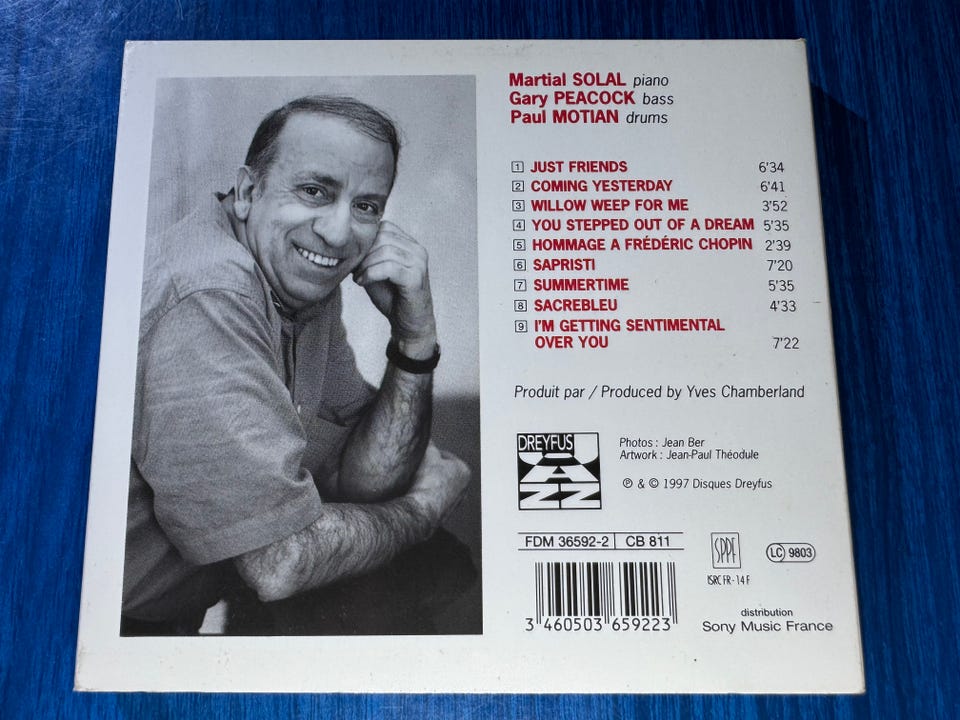 Martial SOLAL piano
Gary PEACOCK bass
Paul MOTIAN drums
1 JUST FRIENDS 6'34
2 COMING YESTERDAY 6'41
3 WILLOW WEEP FOR ME 3'52
4 YOU STEPPED OUT OF A DREAM 5'35
5 HOMMAGE A FRÉDÉRIC CHOPIN 2'39
6 SAPRISTI 7'20
7 SUMMERTIME 5'35
8 SACREBLEU 4'33
9 I'M GETTING SENTIMENTAL
OVER YOU 7'22
Produit par / Produced by Yves Chamberland
DREYFUS
JAZZ
Photos : Jean Ber
Artwork : Jean-Paul Théodule
℗ & © 1997 Disques Dreyfus
FDM 36592-2 CB 811
SPPF
LC 9803
ISRC FR - 14 F
3 460503 659223
distribution
Sony Music France